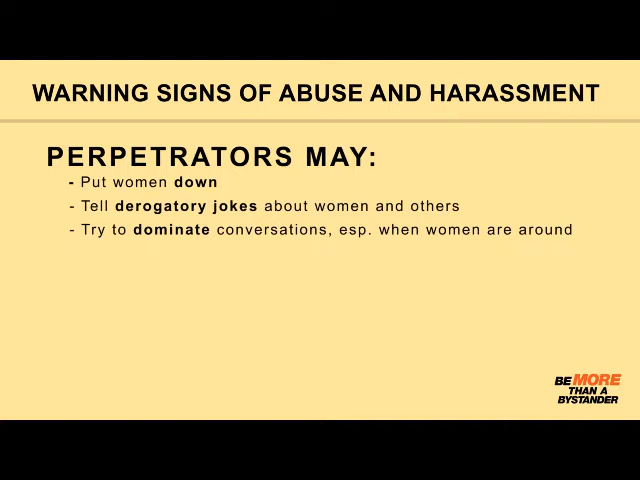 WARNING SIGNS OF ABUSE AND HARASSMENT
PERPETRATORS MAY:
- Put women down
- Tell derogatory jokes about women and others
- Try to dominate conversations, esp. when women are around
BE MORE
THAN A
BYSTANDER